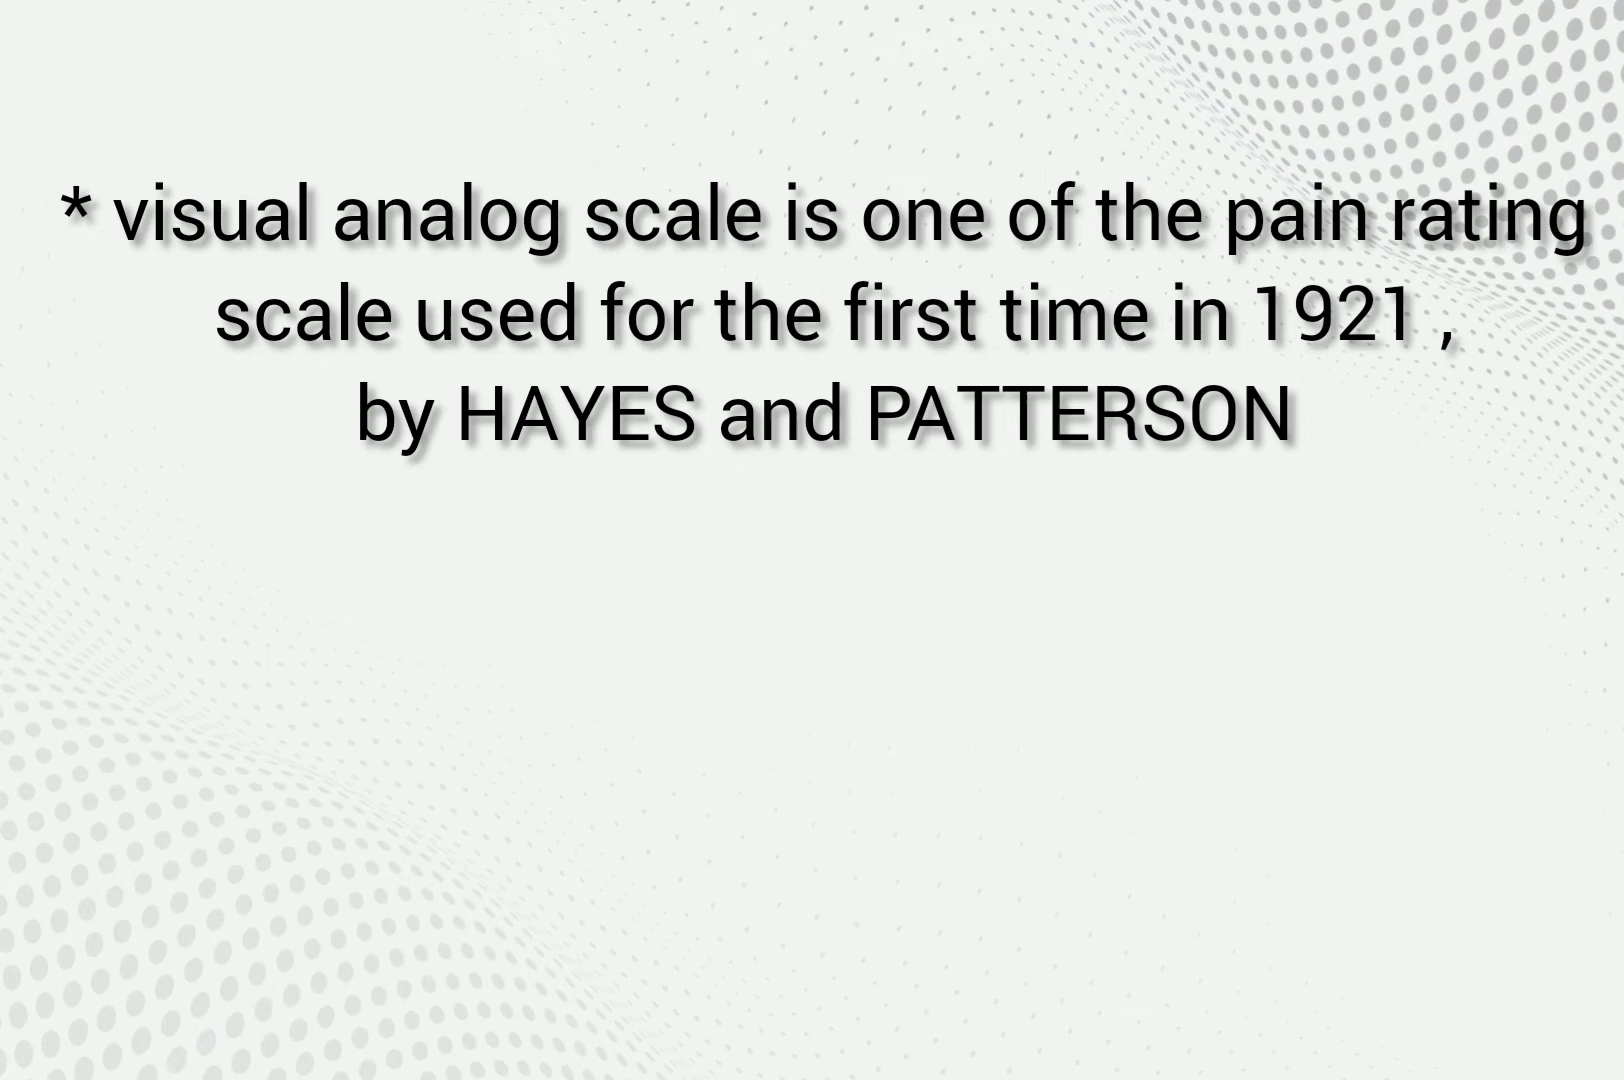 * visual analog scale is one of the pain rating
scale used for the first time in 1921 ,
by HAYES and PATTERSON